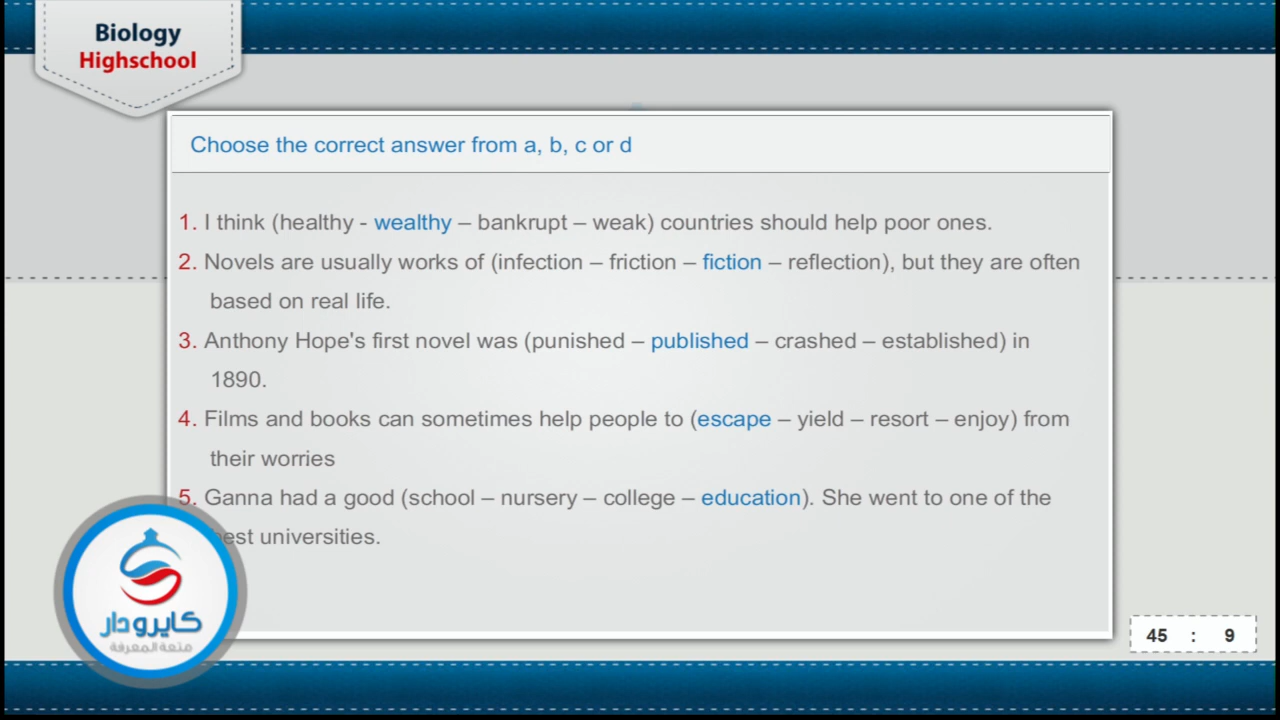 Biology
Highschool
Choose the correct answer from a, b, c or d
1. I think (healthy - wealthy – bankrupt – weak) countries should help poor ones.
2. Novels are usually works of (infection – friction – fiction – reflection), but they are often
based on real life.
3. Anthony Hope's first novel was (punished – published – crashed – established) in
1890.
4. Films and books can sometimes help people to (escape – yield – resort – enjoy) from
their worries
5. Ganna had a good (school – nursery – college – education). She went to one of the
best universities.
كايرودار
متعة المعرفة
45 : 9